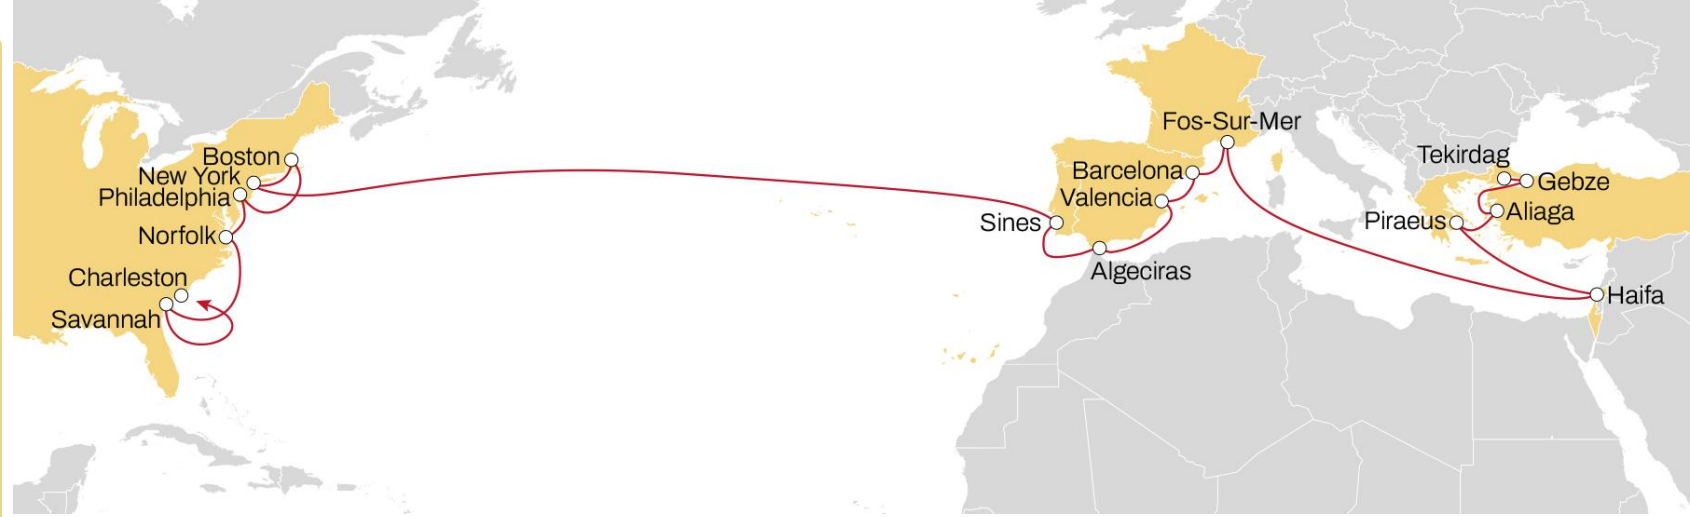 Boston
New York
Philadelphia
Norfolk
Charleston
Savannah
Sines
Fos-Sur-Mer
Barcelona
Valencia
Algeciras
Tekirdag
Gebze
Aliaga
Piraeus
Haifa